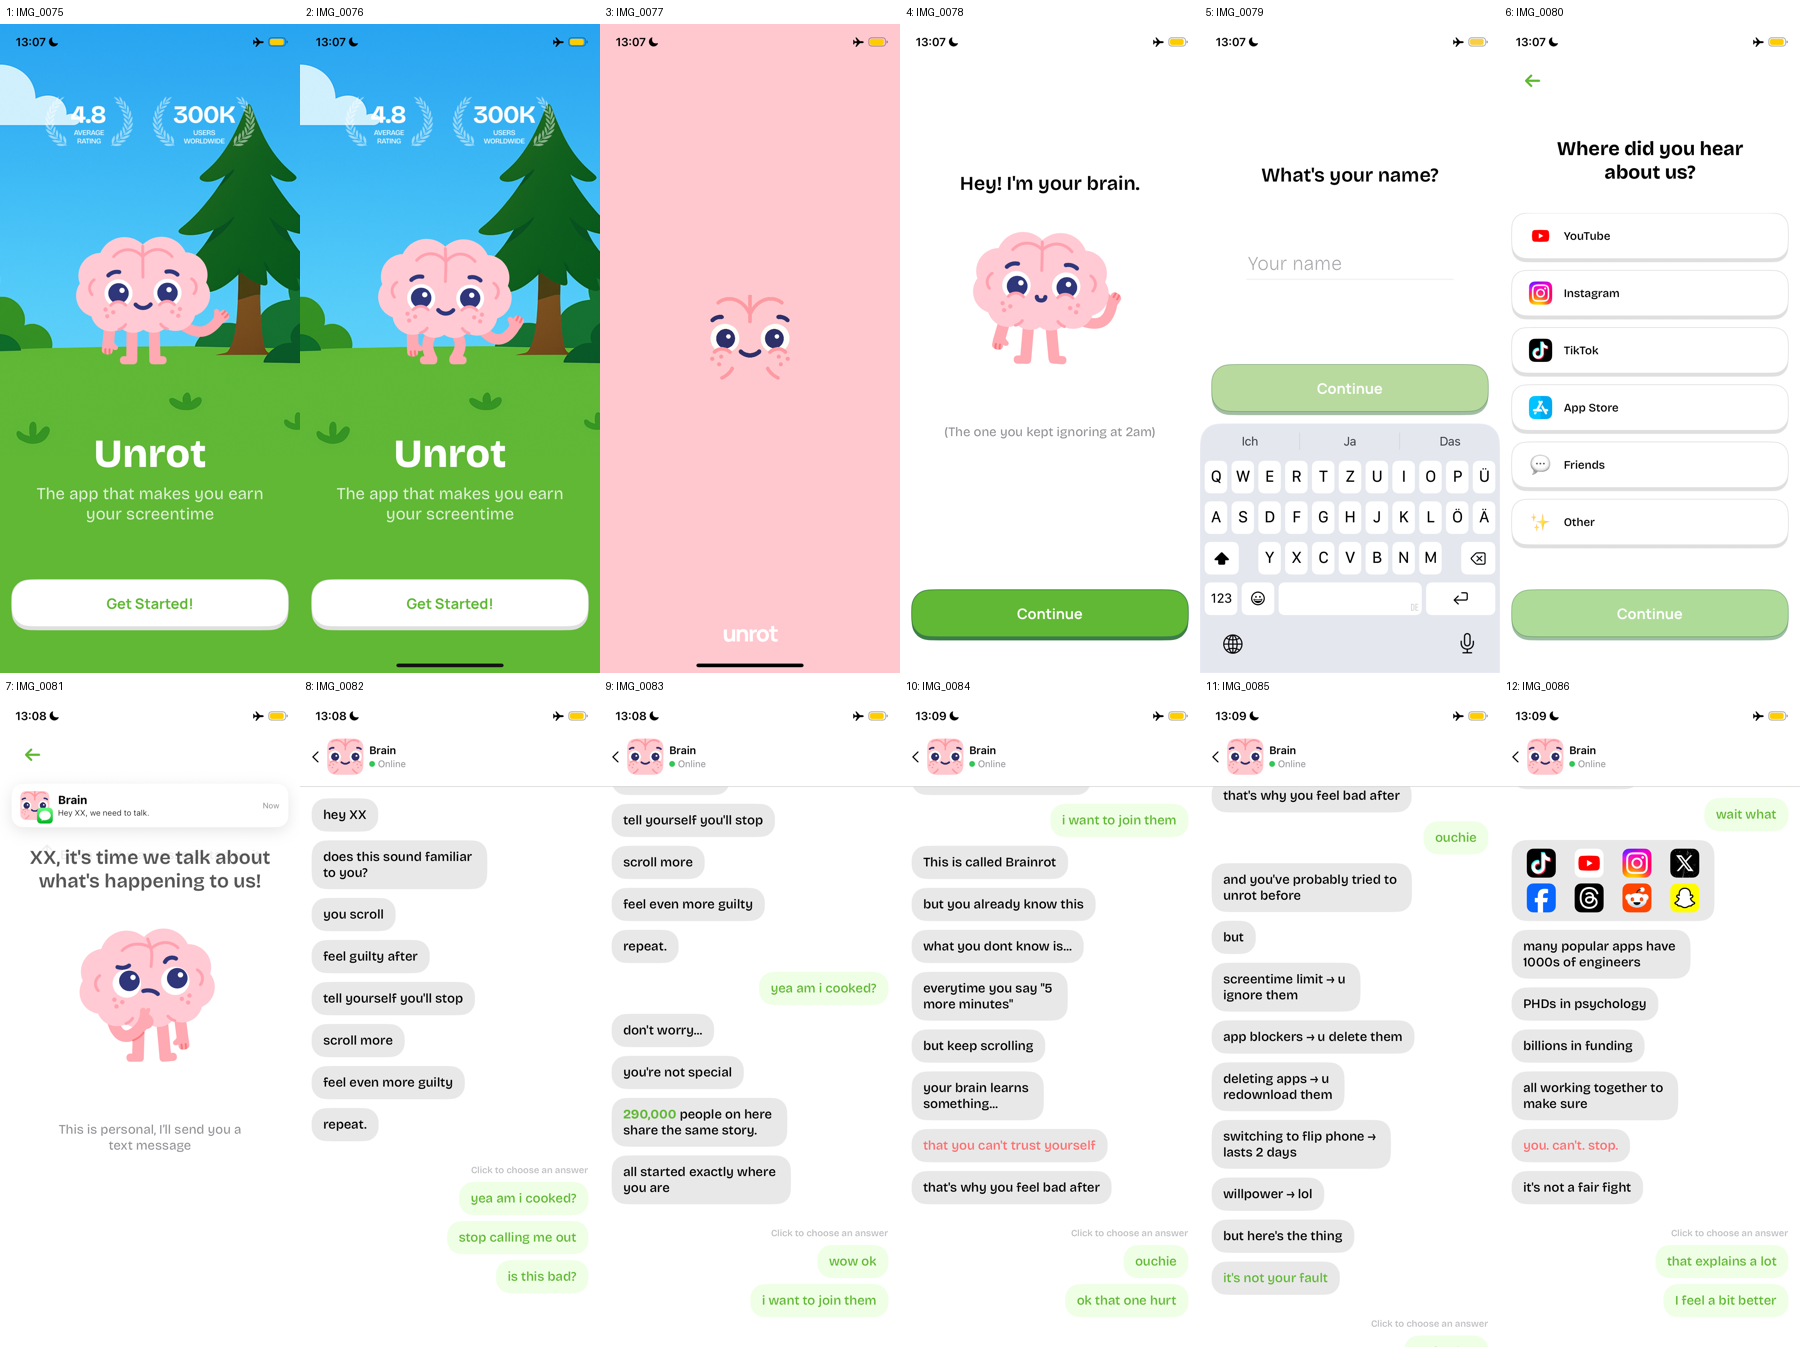 1: IMG_0075
13:07
4.8
AVERAGE
RATING
300K
USERS
WORLDWIDE
Unrot
The app that makes you earn
your screentime
Get Started!
2: IMG_0076
13:07
4.8
AVERAGE
RATING
300K
USERS
WORLDWIDE
Unrot
The app that makes you earn
your screentime
Get Started!
3: IMG_0077
13:07
unrot
4: IMG_0078
13:07
Hey! I'm your brain.
(The one you kept ignoring at 2am)
Continue
5: IMG_0079
13:07
What's your name?
Your name
Continue
Ich Ja Das
Q W E R T Z U I O P Ü
A S D F G H J K L Ö Ä
Y X C V B N M
123
DE
6: IMG_0080
13:07
Where did you hear
about us?
YouTube
Instagram
TikTok
App Store
Friends
Other
Continue
7: IMG_0081
13:08
Brain
Hey XX, we need to talk.
Now
XX, it's time we talk about
what's happening to us!
This is personal, I'll send you a
text message
8: IMG_0082
13:08
Brain
Online
hey XX
does this sound familiar
to you?
you scroll
feel guilty after
tell yourself you'll stop
scroll more
feel even more guilty
repeat.
Click to choose an answer
yea am i cooked?
stop calling me out
is this bad?
9: IMG_0083
13:08
Brain
Online
tell yourself you'll stop
scroll more
feel even more guilty
repeat.
yea am i cooked?
don't worry...
you're not special
290,000 people on here
share the same story.
all started exactly where
you are
Click to choose an answer
wow ok
i want to join them
10: IMG_0084
13:09
Brain
Online
i want to join them
This is called Brainrot
but you already know this
what you dont know is...
everytime you say "5
more minutes"
but keep scrolling
your brain learns
something...
that you can't trust yourself
that's why you feel bad after
Click to choose an answer
ouchie
ok that one hurt
11: IMG_0085
13:09
Brain
Online
that's why you feel bad after
ouchie
and you've probably tried to
unrot before
but
screentime limit → u
ignore them
app blockers → u delete them
deleting apps → u
redownload them
switching to flip phone →
lasts 2 days
willpower → lol
but here's the thing
it's not your fault
Click to choose an answer
12: IMG_0086
13:09
Brain
Online
wait what
many popular apps have
1000s of engineers
PHDs in psychology
billions in funding
all working together to
make sure
you. can't. stop.
it's not a fair fight
Click to choose an answer
that explains a lot
I feel a bit better